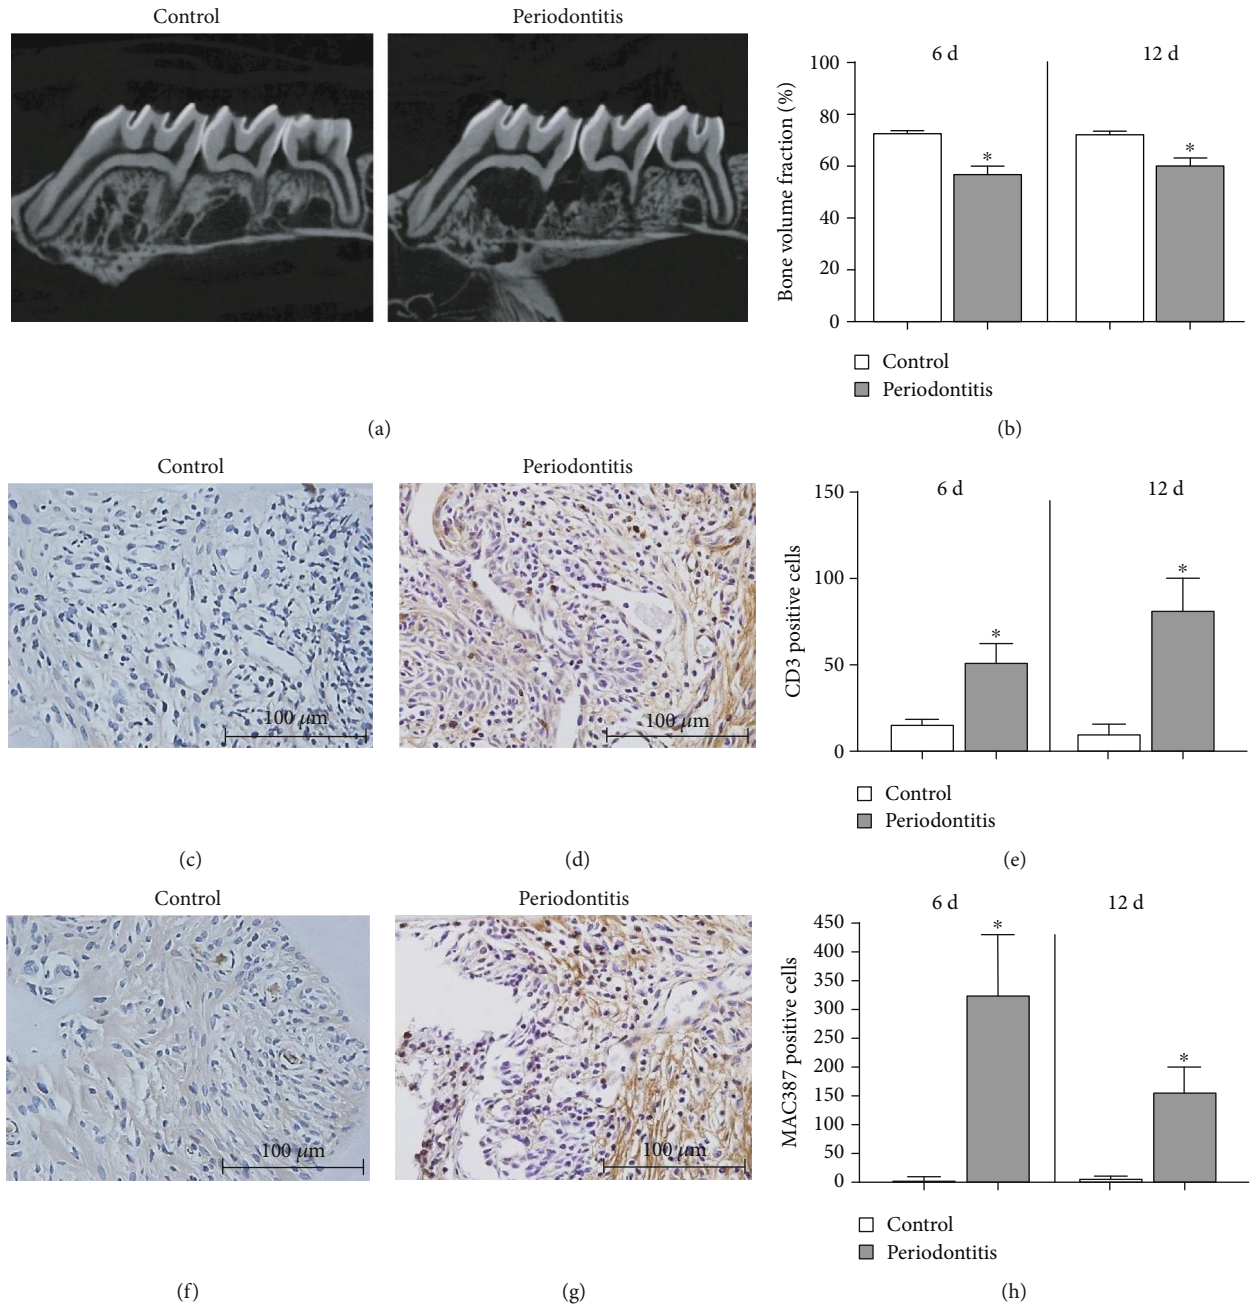 Control
Periodontitis
6 d
12 d
100
80
60
40
20
0
Bone volume fraction (%)
*
*
Control
Periodontitis
(a)
(b)
Control
Periodontitis
100 μm
100 μm
6 d
12 d
150
100
50
0
CD3 positive cells
*
*
Control
Periodontitis
(c)
(d)
(e)
Control
Periodontitis
100 μm
100 μm
6 d
12 d
450
400
350
300
250
200
150
100
50
0
MAC387 positive cells
*
*
Control
Periodontitis
(f)
(g)
(h)